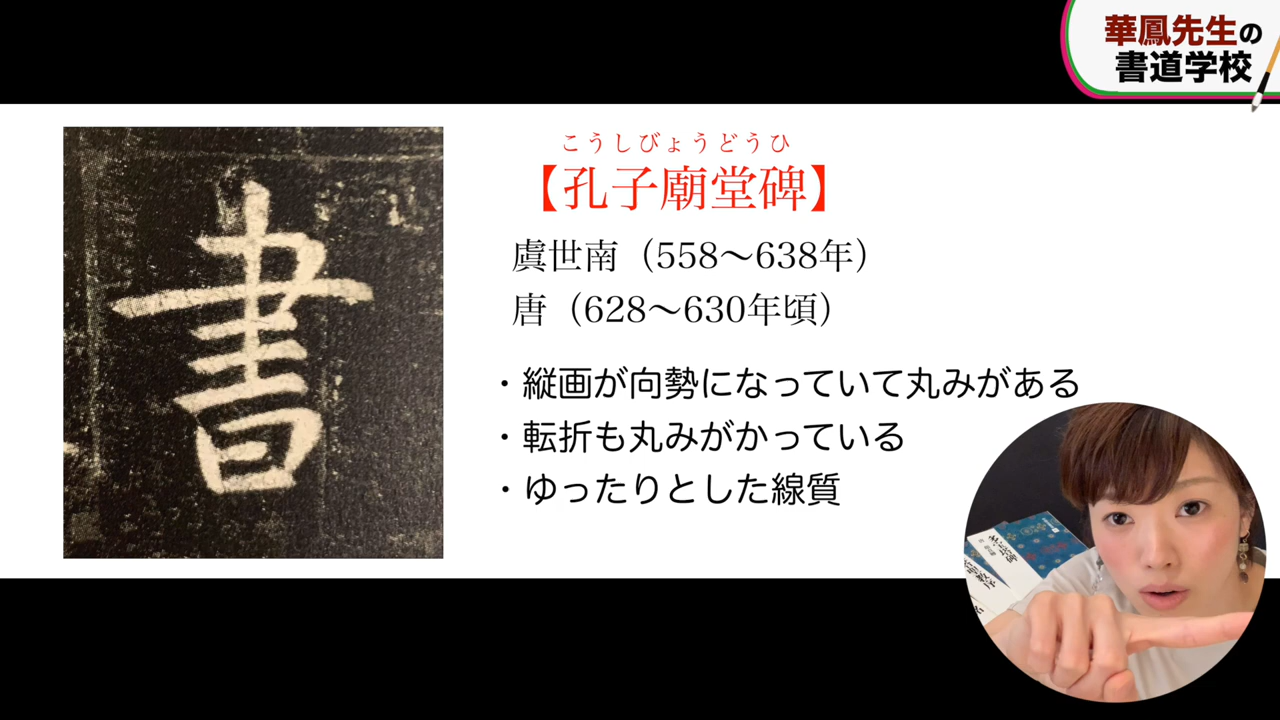 華鳳先生の
書道学校
書
こうしびょうどうひ
【孔子廟堂碑】
虞世南（558〜638年）
唐（628〜630年頃）
・縦画が向勢になっていて丸みがある
・転折も丸みがかっている
・ゆったりとした線質